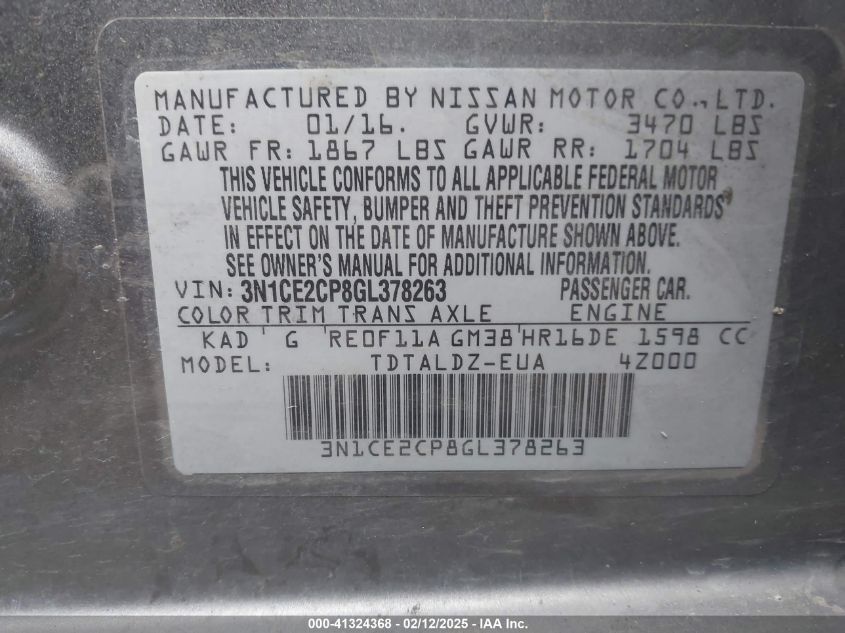 MANUFACTURED BY NISSAN MOTOR CO., LTD.
DATE: 01/16. GVWR: 3470 LBS
GAWR FR: 1867 LBS GAWR RR: 1704 LBS
THIS VEHICLE CONFORMS TO ALL APPLICABLE FEDERAL MOTOR
VEHICLE SAFETY, BUMPER AND THEFT PREVENTION STANDARDS
IN EFFECT ON THE DATE OF MANUFACTURE SHOWN ABOVE.
SEE OWNER'S MANUAL FOR ADDITIONAL INFORMATION.
VIN: 3N1CE2CP8GL378263 PASSENGER CAR.
COLOR TRIM TRANS AXLE ENGINE
KAD ' G ' RE0F11A GM38 ' HR16DE 1598 CC
MODEL: TDTALDZ-EUA 4Z000
3N1CE2CP8GL378263
000-41324368 - 02/12/2025 - IAA Inc.